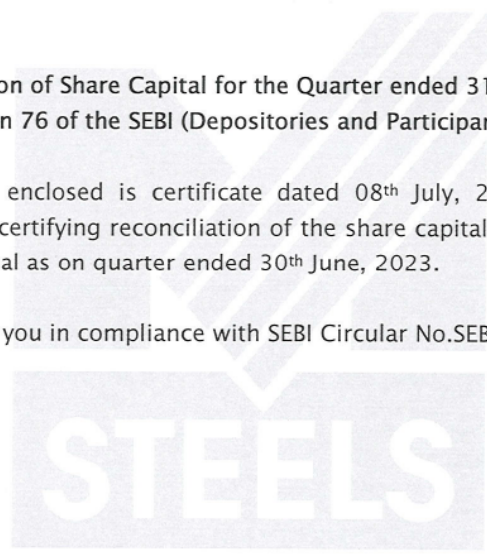 on of Share Capital for the Quarter ended 31
n 76 of the SEBI (Depositories and Participan
enclosed is certificate dated 08th July, 2
certifying reconciliation of the share capital
al as on quarter ended 30th June, 2023.
you in compliance with SEBI Circular No.SEB
STEELS